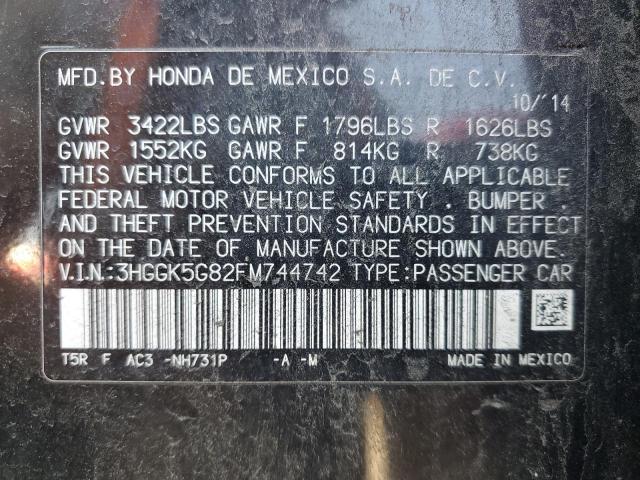 MFD.BY HONDA DE MEXICO S.A. DE C.V.
10/'14
GVWR 3422LBS GAWR F 1796LBS R 1626LBS
GVWR 1552KG GAWR F 814KG R 738KG
THIS VEHICLE CONFORMS TO ALL APPLICABLE
FEDERAL MOTOR VEHICLE SAFETY , BUMPER ,
AND THEFT PREVENTION STANDARDS IN EFFECT
ON THE DATE OF MANUFACTURE SHOWN ABOVE.
V.I.N.:3HGGK5G82FM744742 TYPE:PASSENGER CAR
T5R F AC3 -NH731P -A -M MADE IN MEXICO